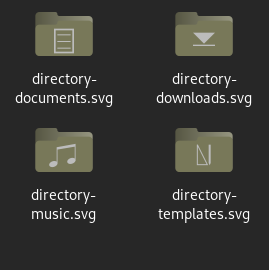 directory-
documents.svg
directory-
downloads.svg
directory-
music.svg
directory-
templates.svg